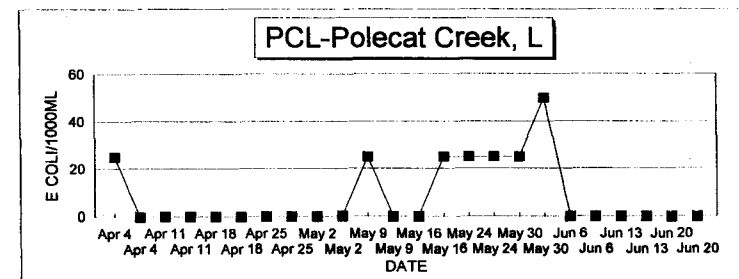 PCL-Polecat Creek, L
60
40
20
0
E COLI/1000ML
Apr 4 Apr 11 Apr 18 Apr 25 May 2 May 9 May 16 May 24 May 30 Jun 6 Jun 13 Jun 20
Apr 4 Apr 11 Apr 18 Apr 25 May 2 May 9 May 16 May 24 May 30 Jun 6 Jun 13 Jun 20
DATE